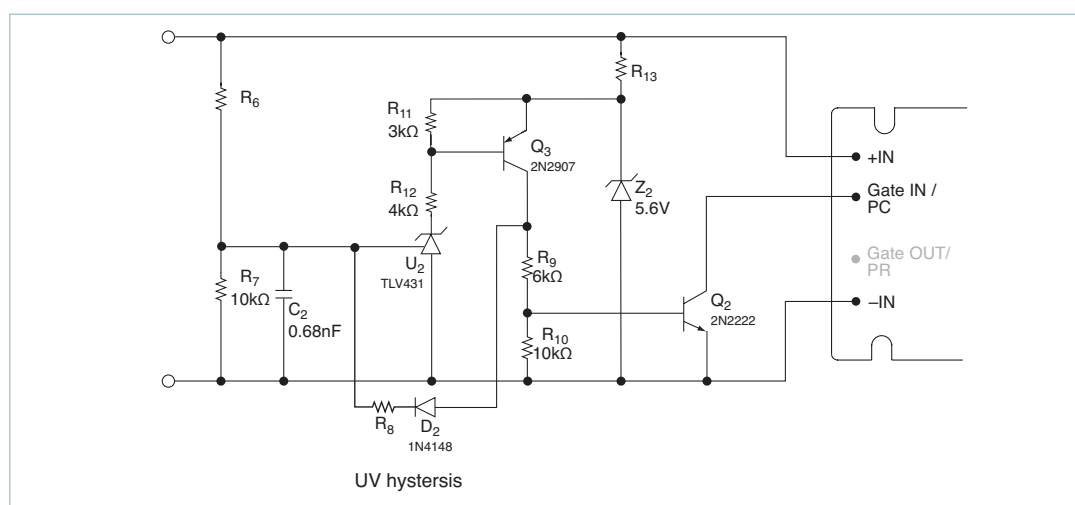 R6
R13
R11
3kΩ
Q3
2N2907
R12
4kΩ
Z2
5.6V
+IN
Gate IN /
PC
Gate OUT/
PR
–IN
R7
10kΩ
C2
0.68nF
U2
TLV431
R9
6kΩ
Q2
2N2222
R10
10kΩ
R8
D2
1N4148
UV hystersis